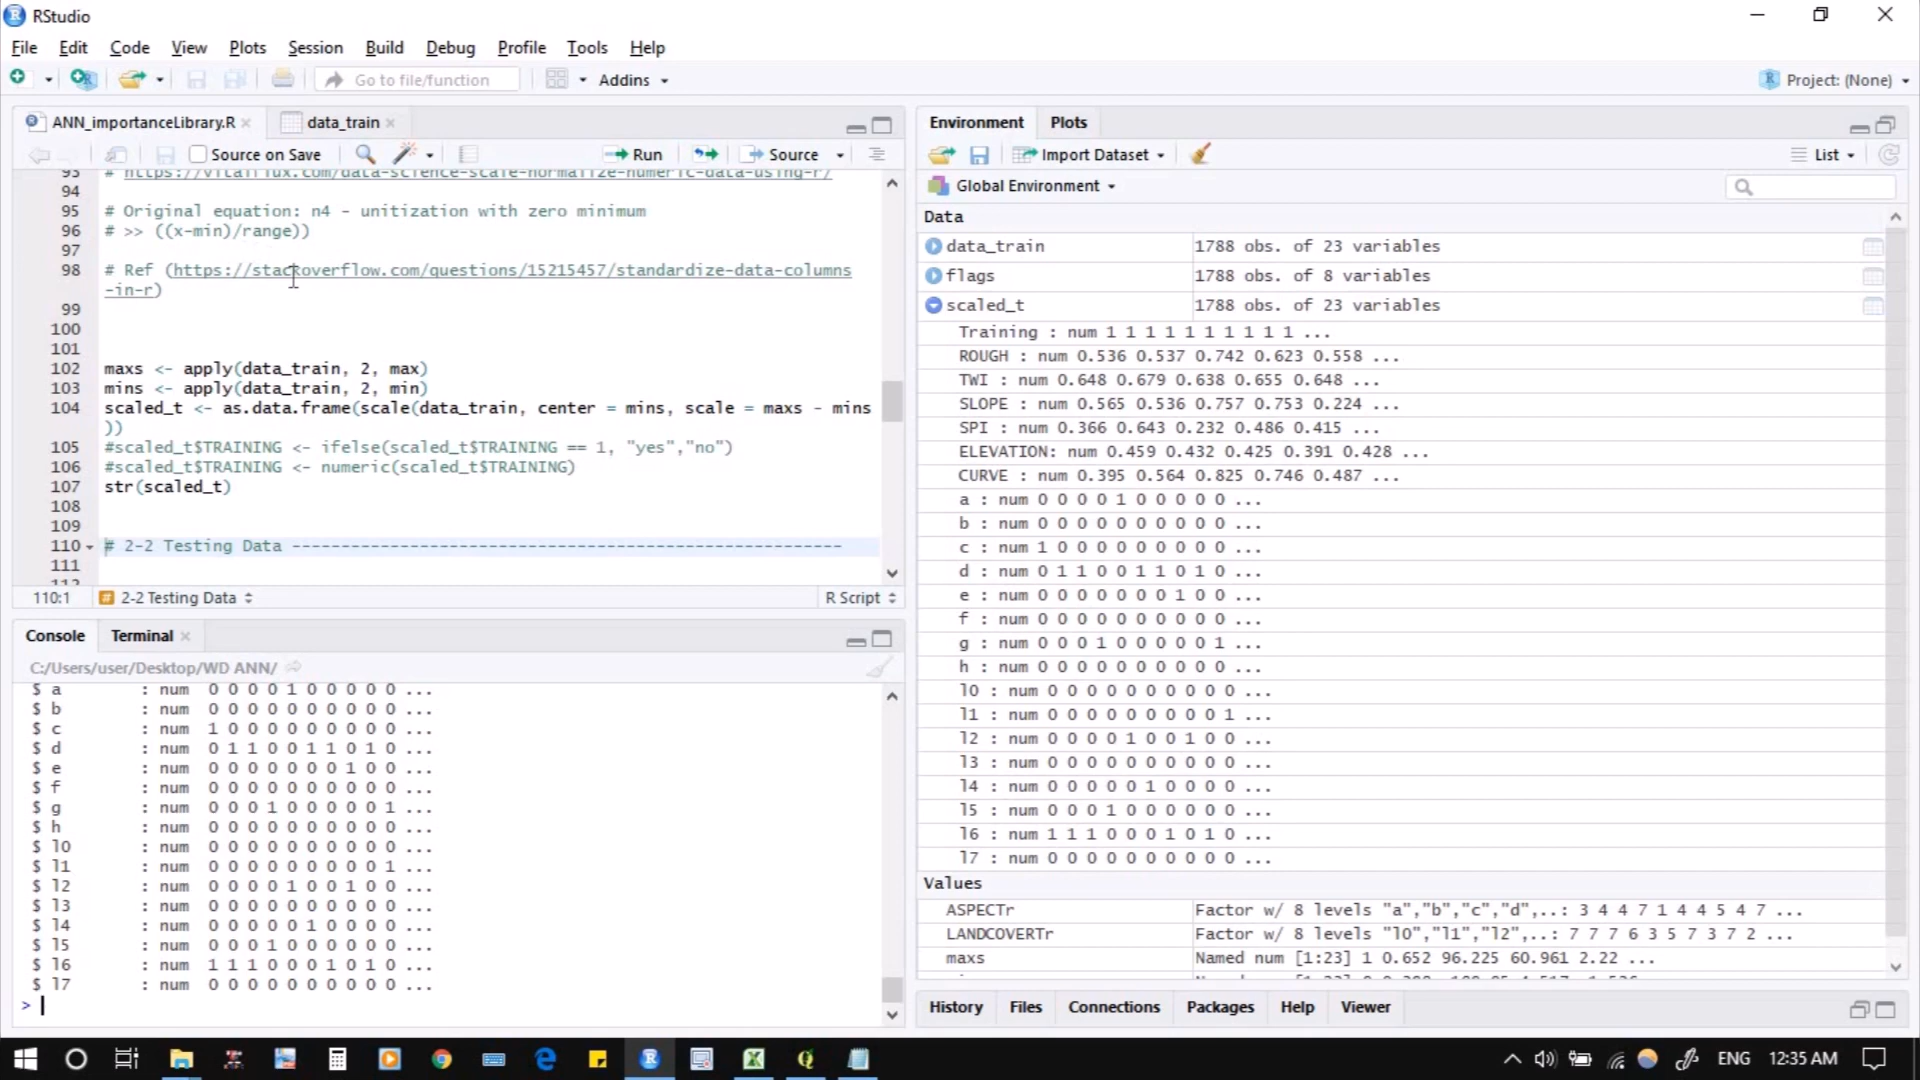 RStudio
File Edit Code View Plots Session Build Debug Profile Tools Help
Go to file/function Addins Project: (None)
ANN_importanceLibrary.R data_train
Source on Save Run Source
93 # https://vitalflux.com/data-science-scale-normalize-numeric-data-using-r/
94
95 # Original equation: n4 - unitization with zero minimum
96 # >> ((x-min)/range))
97
98 # Ref (https://stackoverflow.com/questions/15215457/standardize-data-columns
-in-r)
99
100
101
102 maxs <- apply(data_train, 2, max)
103 mins <- apply(data_train, 2, min)
104 scaled_t <- as.data.frame(scale(data_train, center = mins, scale = maxs - mins
))
105 #scaled_t$TRAINING <- ifelse(scaled_t$TRAINING == 1, "yes","no")
106 #scaled_t$TRAINING <- numeric(scaled_t$TRAINING)
107 str(scaled_t)
108
109
110 # 2-2 Testing Data --------------------------------------------------------
111
112
110:1 2-2 Testing Data R Script
Console Terminal
C:/Users/user/Desktop/WD ANN/
$ a : num 0 0 0 0 1 0 0 0 0 0 ...
$ b : num 0 0 0 0 0 0 0 0 0 0 ...
$ c : num 1 0 0 0 0 0 0 0 0 0 ...
$ d : num 0 1 1 0 0 1 1 0 1 0 ...
$ e : num 0 0 0 0 0 0 0 1 0 0 ...
$ f : num 0 0 0 0 0 0 0 0 0 0 ...
$ g : num 0 0 0 1 0 0 0 0 0 1 ...
$ h : num 0 0 0 0 0 0 0 0 0 0 ...
$ l0 : num 0 0 0 0 0 0 0 0 0 0 ...
$ l1 : num 0 0 0 0 0 0 0 0 0 1 ...
$ l2 : num 0 0 0 0 1 0 0 1 0 0 ...
$ l3 : num 0 0 0 0 0 0 0 0 0 0 ...
$ l4 : num 0 0 0 0 0 1 0 0 0 0 ...
$ l5 : num 0 0 0 1 0 0 0 0 0 0 ...
$ l6 : num 1 1 1 0 0 0 1 0 1 0 ...
$ l7 : num 0 0 0 0 0 0 0 0 0 0 ...
>
Environment Plots
Import Dataset List
Global Environment
Data
data_train 1788 obs. of 23 variables
flags 1788 obs. of 8 variables
scaled_t 1788 obs. of 23 variables
Training : num 1 1 1 1 1 1 1 1 1 1 ...
ROUGH : num 0.536 0.537 0.742 0.623 0.558 ...
TWI : num 0.648 0.679 0.638 0.655 0.648 ...
SLOPE : num 0.565 0.536 0.757 0.753 0.224 ...
SPI : num 0.366 0.643 0.232 0.486 0.415 ...
ELEVATION: num 0.459 0.432 0.425 0.391 0.428 ...
CURVE : num 0.395 0.564 0.825 0.746 0.487 ...
a : num 0 0 0 0 1 0 0 0 0 0 ...
b : num 0 0 0 0 0 0 0 0 0 0 ...
c : num 1 0 0 0 0 0 0 0 0 0 ...
d : num 0 1 1 0 0 1 1 0 1 0 ...
e : num 0 0 0 0 0 0 0 1 0 0 ...
f : num 0 0 0 0 0 0 0 0 0 0 ...
g : num 0 0 0 1 0 0 0 0 0 1 ...
h : num 0 0 0 0 0 0 0 0 0 0 ...
l0 : num 0 0 0 0 0 0 0 0 0 0 ...
l1 : num 0 0 0 0 0 0 0 0 0 1 ...
l2 : num 0 0 0 0 1 0 0 1 0 0 ...
l3 : num 0 0 0 0 0 0 0 0 0 0 ...
l4 : num 0 0 0 0 0 1 0 0 0 0 ...
l5 : num 0 0 0 1 0 0 0 0 0 0 ...
l6 : num 1 1 1 0 0 0 1 0 1 0 ...
l7 : num 0 0 0 0 0 0 0 0 0 0 ...
Values
ASPECTr Factor w/ 8 levels "a","b","c","d",..: 3 4 4 7 1 4 4 5 4 7 ...
LANDCOVERTr Factor w/ 8 levels "l0","l1","l2",..: 7 7 7 6 3 5 7 3 7 2 ...
maxs Named num [1:23] 1 0.652 96.225 60.961 2.22 ...
History Files Connections Packages Help Viewer
ENG 12:35 AM